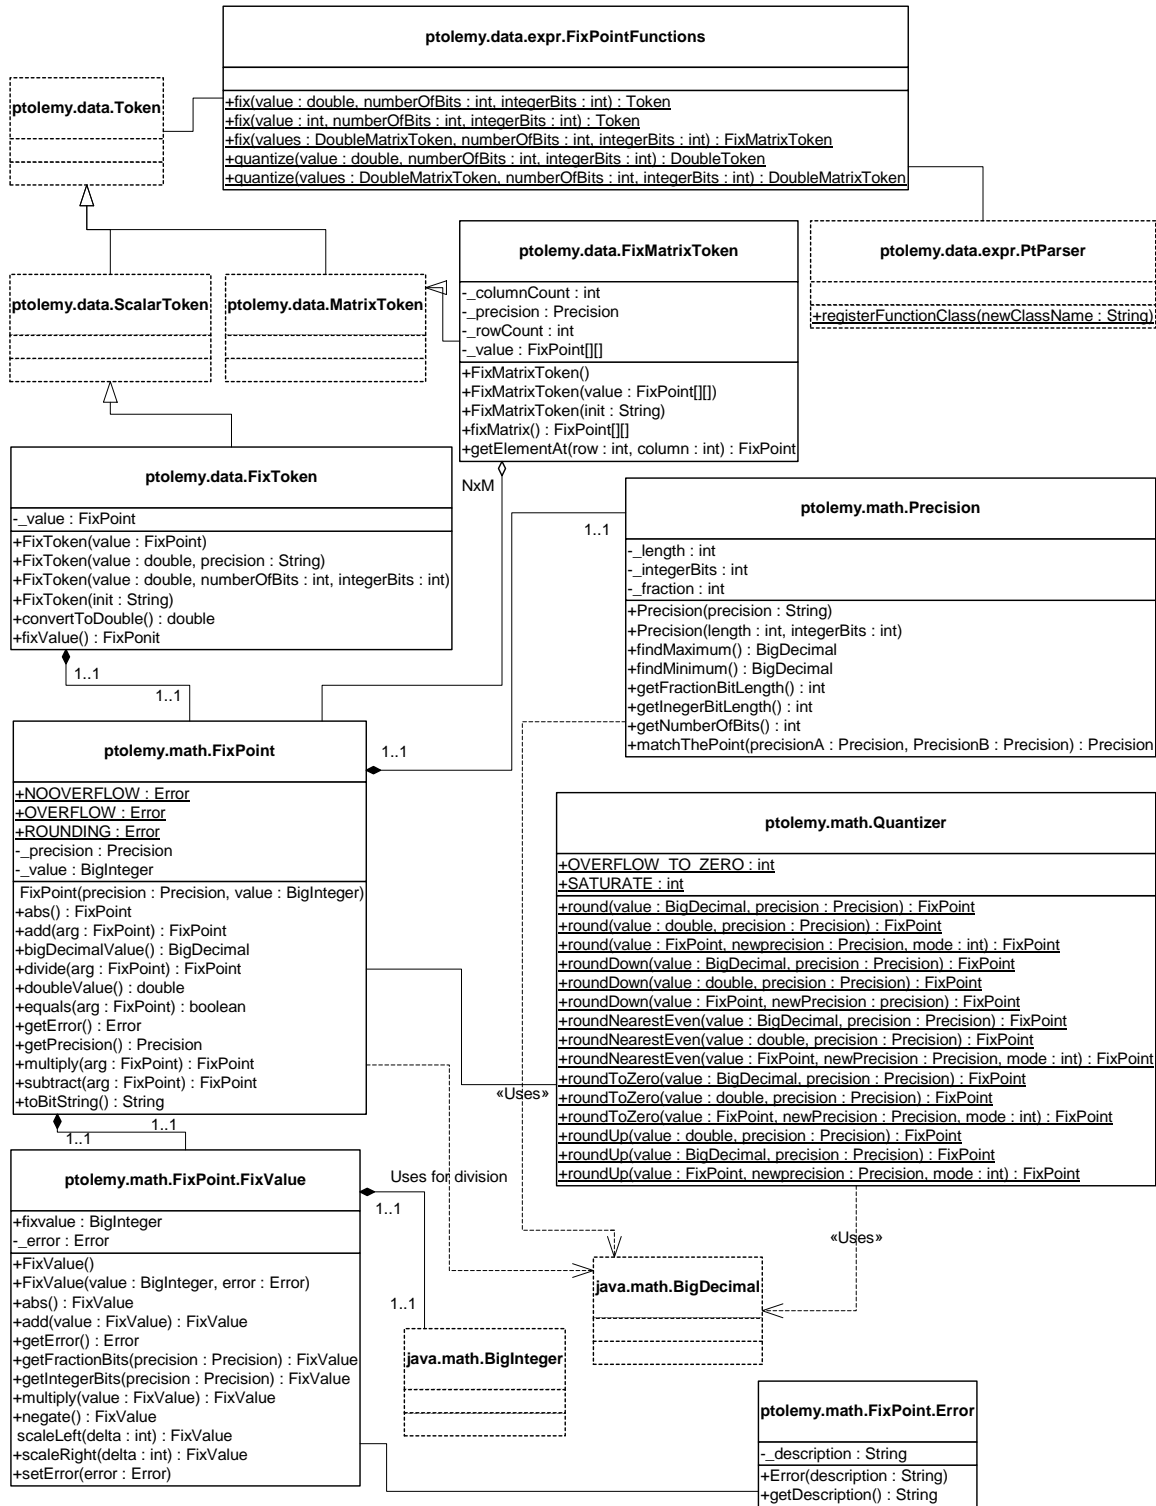 ptolemy.data.expr.FixPointFunctions
+fix(value : double, numberOfBits : int, integerBits : int) : Token
+fix(value : int, numberOfBits : int, integerBits : int) : Token
+fix(values : DoubleMatrixToken, numberOfBits : int, integerBits : int) : FixMatrixToken
+quantize(value : double, numberOfBits : int, integerBits : int) : DoubleToken
+quantize(values : DoubleMatrixToken, numberOfBits : int, integerBits : int) : DoubleMatrixToken
ptolemy.data.Token
ptolemy.data.ScalarToken
ptolemy.data.MatrixToken
ptolemy.data.FixMatrixToken
-_columnCount : int
-_precision : Precision
-_rowCount : int
-_value : FixPoint[][]
+FixMatrixToken()
+FixMatrixToken(value : FixPoint[][])
+FixMatrixToken(init : String)
+fixMatrix() : FixPoint[][]
+getElementAt(row : int, column : int) : FixPoint
ptolemy.data.expr.PtParser
+registerFunctionClass(newClassName : String)
ptolemy.data.FixToken
-_value : FixPoint
+FixToken(value : FixPoint)
+FixToken(value : double, precision : String)
+FixToken(value : double, numberOfBits : int, integerBits : int)
+FixToken(init : String)
+convertToDouble() : double
+fixValue() : FixPonit
NxM
1..1
ptolemy.math.Precision
-_length : int
-_integerBits : int
-_fraction : int
+Precision(precision : String)
+Precision(length : int, integerBits : int)
+findMaximum() : BigDecimal
+findMinimum() : BigDecimal
+getFractionBitLength() : int
+getInegerBitLength() : int
+getNumberOfBits() : int
+matchThePoint(precisionA : Precision, PrecisionB : Precision) : Precision
1..1
1..1
ptolemy.math.FixPoint
+NOOVERFLOW : Error
+OVERFLOW : Error
+ROUNDING : Error
-_precision : Precision
-_value : BigInteger
FixPoint(precision : Precision, value : BigInteger)
+abs() : FixPoint
+add(arg : FixPoint) : FixPoint
+bigDecimalValue() : BigDecimal
+divide(arg : FixPoint) : FixPoint
+doubleValue() : double
+equals(arg : FixPoint) : boolean
+getError() : Error
+getPrecision() : Precision
+multiply(arg : FixPoint) : FixPoint
+subtract(arg : FixPoint) : FixPoint
+toBitString() : String
1..1
ptolemy.math.Quantizer
+OVERFLOW_TO_ZERO : int
+SATURATE : int
+round(value : BigDecimal, precision : Precision) : FixPoint
+round(value : double, precision : Precision) : FixPoint
+round(value : FixPoint, newprecision : Precision, mode : int) : FixPoint
+roundDown(value : BigDecimal, precision : Precision) : FixPoint
+roundDown(value : double, precision : Precision) : FixPoint
+roundDown(value : FixPoint, newPrecision : precision) : FixPoint
+roundNearestEven(value : BigDecimal, precision : Precision) : FixPoint
+roundNearestEven(value : double, precision : Precision) : FixPoint
+roundNearestEven(value : FixPoint, newPrecision : Precision, mode : int) : FixPoint
+roundToZero(value : BigDecimal, precision : Precision) : FixPoint
+roundToZero(value : double, precision : Precision) : FixPoint
+roundToZero(value : FixPoint, newPrecision : Precision, mode : int) : FixPoint
+roundUp(value : double, precision : Precision) : FixPoint
+roundUp(value : BigDecimal, precision : Precision) : FixPoint
+roundUp(value : FixPoint, newprecision : Precision, mode : int) : FixPoint
«Uses»
1..1
1..1
ptolemy.math.FixPoint.FixValue
+fixvalue : BigInteger
-_error : Error
+FixValue()
+FixValue(value : BigInteger, error : Error)
+abs() : FixValue
+add(value : FixValue) : FixValue
+getError() : Error
+getFractionBits(precision : Precision) : FixValue
+getIntegerBits(precision : Precision) : FixValue
+multiply(value : FixValue) : FixValue
+negate() : FixValue
scaleLeft(delta : int) : FixValue
+scaleRight(delta : int) : FixValue
+setError(error : Error)
Uses for division
1..1
«Uses»
java.math.BigDecimal
1..1
java.math.BigInteger
ptolemy.math.FixPoint.Error
-_description : String
+Error(description : String)
+getDescription() : String